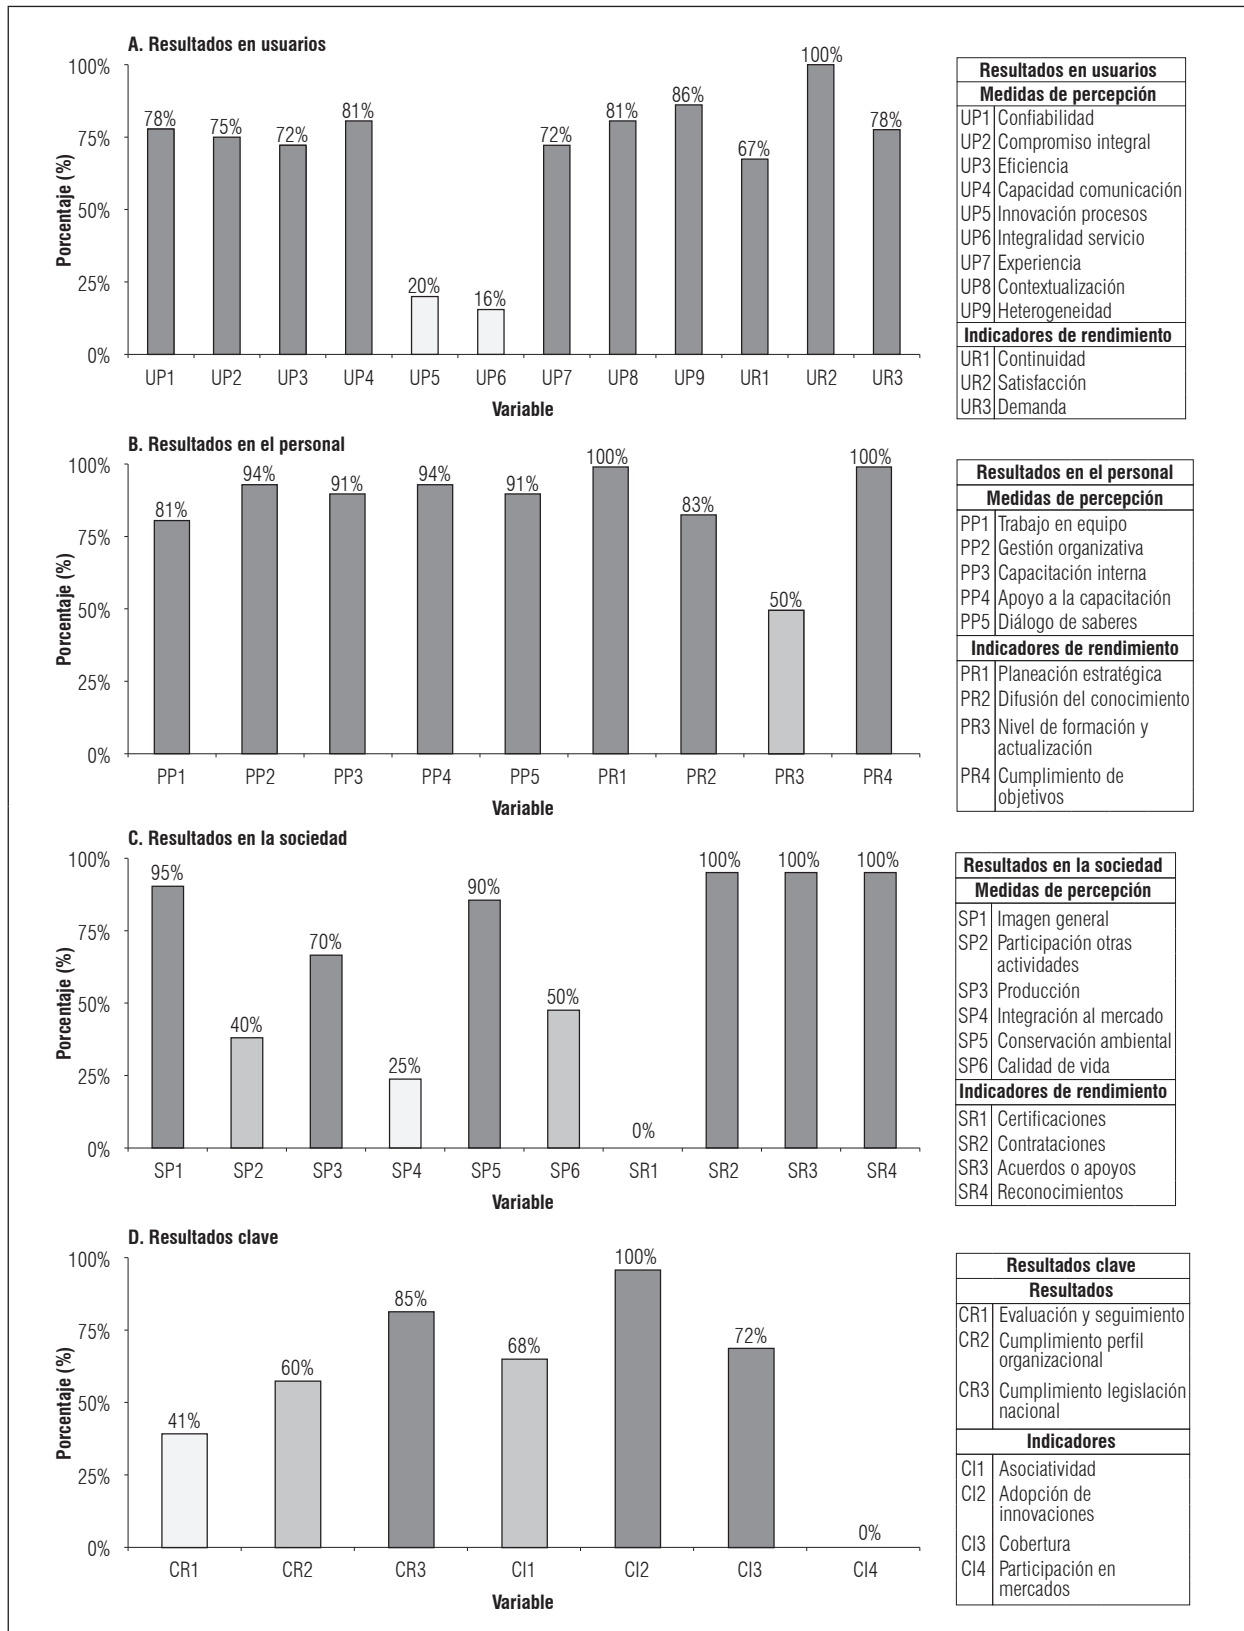 A. Resultados en usuarios
Porcentaje (%)
100%
75%
50%
25%
0%
78%
75%
72%
81%
20%
16%
72%
81%
86%
67%
100%
78%
UP1 UP2 UP3 UP4 UP5 UP6 UP7 UP8 UP9 UR1 UR2 UR3
Variable
Resultados en usuarios
Medidas de percepción
UP1 Confiabilidad
UP2 Compromiso integral
UP3 Eficiencia
UP4 Capacidad comunicación
UP5 Innovación procesos
UP6 Integralidad servicio
UP7 Experiencia
UP8 Contextualización
UP9 Heterogeneidad
Indicadores de rendimiento
UR1 Continuidad
UR2 Satisfacción
UR3 Demanda
B. Resultados en el personal
Porcentaje (%)
100%
75%
50%
25%
0%
81%
94%
91%
94%
91%
100%
83%
50%
100%
PP1 PP2 PP3 PP4 PP5 PR1 PR2 PR3 PR4
Variable
Resultados en el personal
Medidas de percepción
PP1 Trabajo en equipo
PP2 Gestión organizativa
PP3 Capacitación interna
PP4 Apoyo a la capacitación
PP5 Diálogo de saberes
Indicadores de rendimiento
PR1 Planeación estratégica
PR2 Difusión del conocimiento
PR3 Nivel de formación y
actualización
PR4 Cumplimiento de
objetivos
C. Resultados en la sociedad
Porcentaje (%)
100%
75%
50%
25%
0%
95%
40%
70%
25%
90%
50%
0%
100%
100%
100%
SP1 SP2 SP3 SP4 SP5 SP6 SR1 SR2 SR3 SR4
Variable
Resultados en la sociedad
Medidas de percepción
SP1 Imagen general
SP2 Participación otras
actividades
SP3 Producción
SP4 Integración al mercado
SP5 Conservación ambiental
SP6 Calidad de vida
Indicadores de rendimiento
SR1 Certificaciones
SR2 Contrataciones
SR3 Acuerdos o apoyos
SR4 Reconocimientos
D. Resultados clave
Porcentaje (%)
100%
75%
50%
25%
0%
41%
60%
85%
68%
100%
72%
0%
CR1 CR2 CR3 CI1 CI2 CI3 CI4
Variable
Resultados clave
Resultados
CR1 Evaluación y seguimiento
CR2 Cumplimiento perfil
organizacional
CR3 Cumplimiento legislación
nacional
Indicadores
CI1 Asociatividad
CI2 Adopción de
innovaciones
CI3 Cobertura
CI4 Participación en
mercados